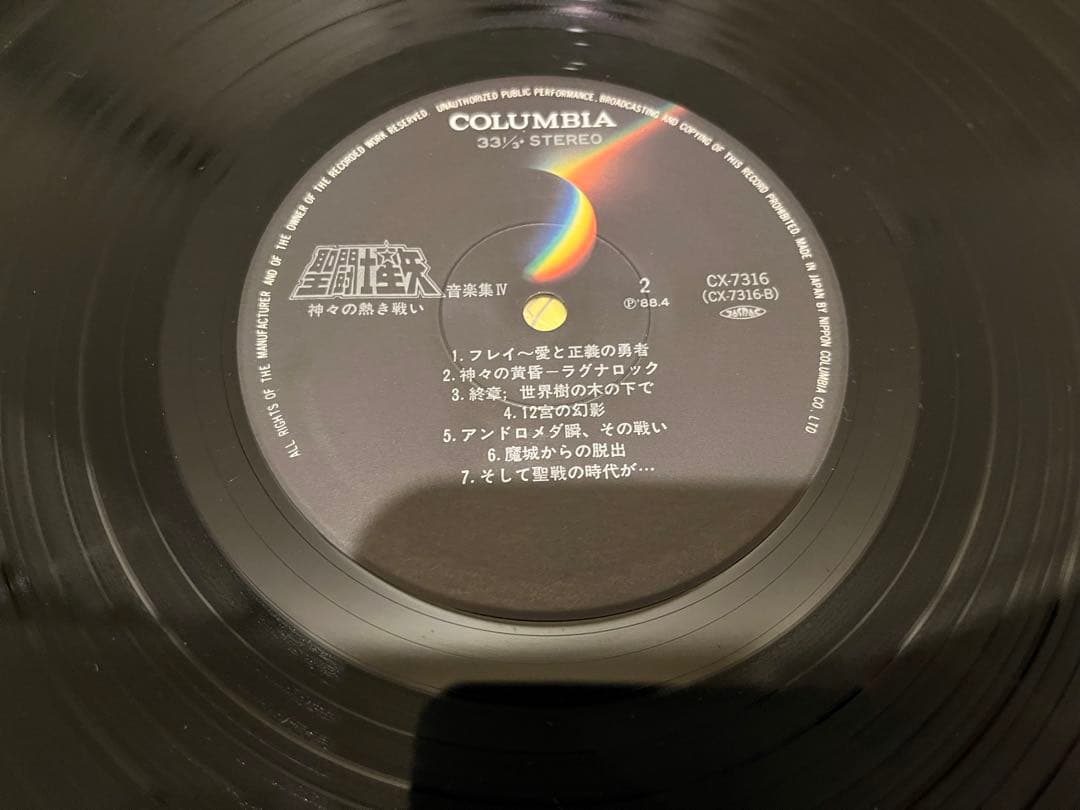 ALL RIGHTS OF THE MANUFACTURER AND OF THE OWNER OF THE RECORDED WORK RESERVED. UNAUTHORIZED PUBLIC PERFORMANCE, BROADCASTING AND COPYING OF THIS RECORD PROHIBITED. MADE IN JAPAN BY NIPPON COLUMBIA CO., LTD
COLUMBIA
33 1/3 STEREO
聖闘士星矢
神々の熱き戦い
音楽集Ⅳ
2
Ⓟ'88.4
CX-7316
(CX-7316-B)
1. フレイ〜愛と正義の勇者
2. 神々の黄昏－ラグナロック
3. 終章; 世界樹の木の下で
4. 12宮の幻影
5. アンドロメダ瞬、その戦い
6. 魔城からの脱出
7. そして聖戦の時代が…